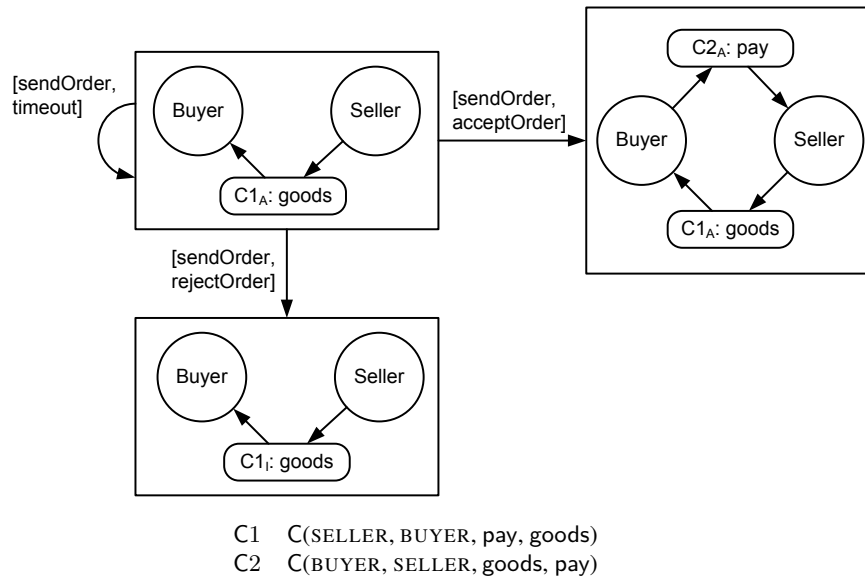 [sendOrder,
timeout]
Buyer
Seller
C1A: goods
[sendOrder,
acceptOrder]
C2A: pay
Buyer
Seller
C1A: goods
[sendOrder,
rejectOrder]
Buyer
Seller
C1I: goods
C1 C(SELLER, BUYER, pay, goods)
C2 C(BUYER, SELLER, goods, pay)